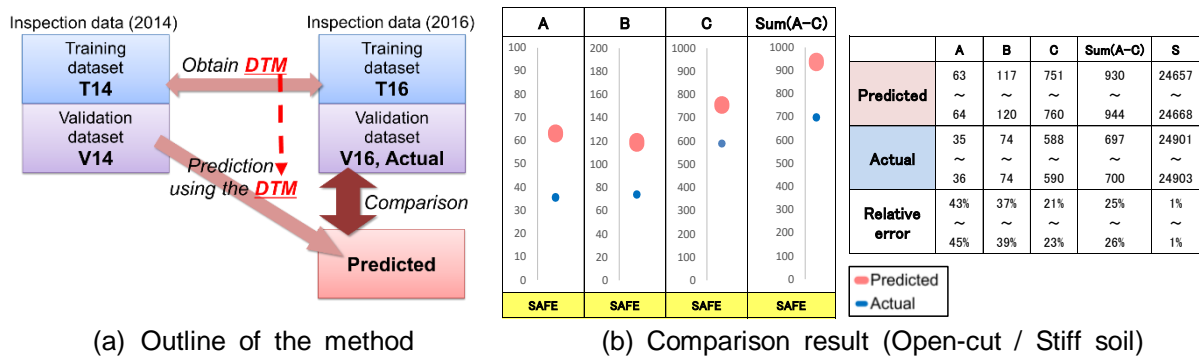 Inspection data (2014)
Inspection data (2016)
Training
dataset
T14
Obtain DTM
Training
dataset
T16
Validation
dataset
V14
Prediction
using the DTM
Validation
dataset
V16, Actual
Comparison
Predicted
(a) Outline of the method
A B C Sum(A-C)
100 200 1000 1000
90 180 900 900
80 160 800 800
70 140 700 700
60 120 600 600
50 100 500 500
40 80 400 400
30 60 300 300
20 40 200 200
10 20 100 100
0 0 0 0
SAFE SAFE SAFE SAFE
A B C Sum(A-C) S
Predicted
63 117 751 930 24657
~ ~ ~ ~ ~
64 120 760 944 24668
Actual
35 74 588 697 24901
~ ~ ~ ~ ~
36 74 590 700 24903
Relative
error
43% 37% 21% 25% 1%
~ ~ ~ ~ ~
45% 39% 23% 26% 1%
Predicted
Actual
(b) Comparison result (Open-cut / Stiff soil)